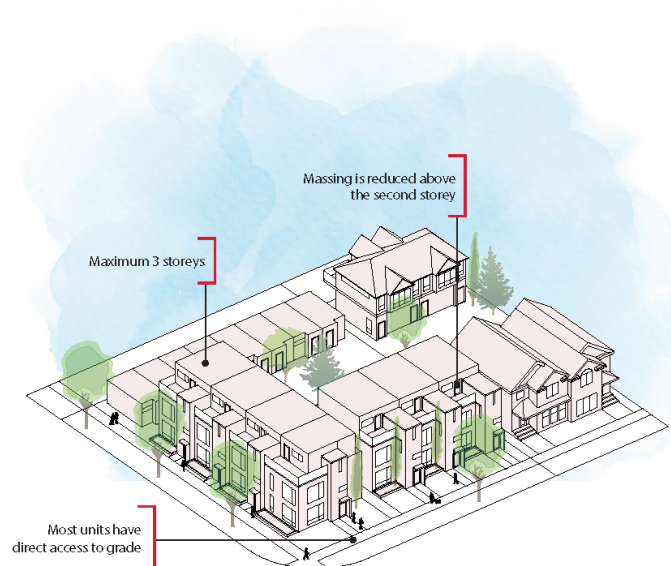 Massing is reduced above
the second storey
Maximum 3 storeys
Most units have
direct access to grade